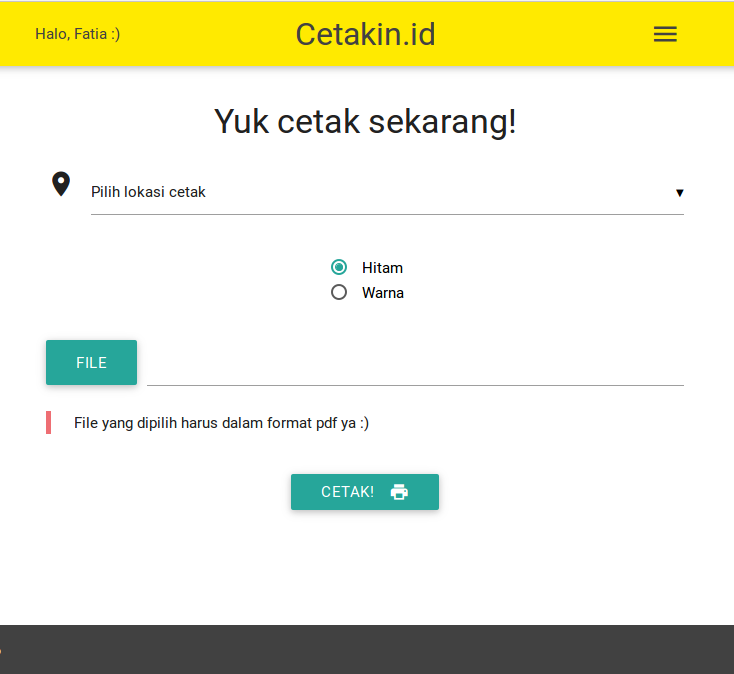 Halo, Fatia :)
Cetakin.id
Yuk cetak sekarang!
Pilih lokasi cetak
Hitam
Warna
FILE
File yang dipilih harus dalam format pdf ya :)
CETAK!